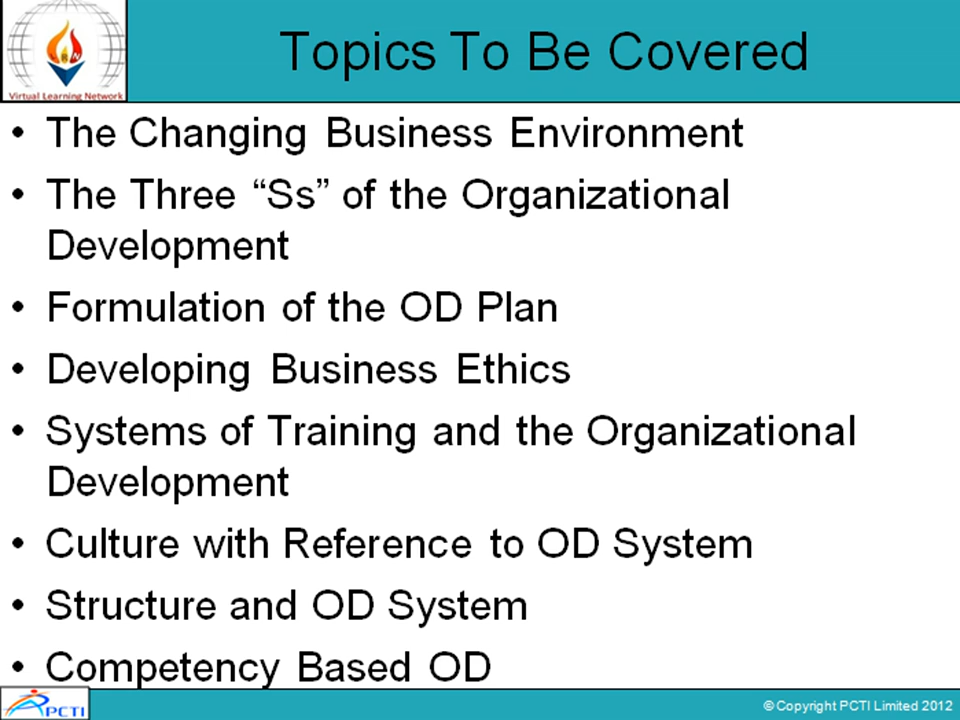 Topics To Be Covered
Virtual Learning Network
• The Changing Business Environment
• The Three “Ss” of the Organizational
Development
• Formulation of the OD Plan
• Developing Business Ethics
• Systems of Training and the Organizational
Development
• Culture with Reference to OD System
• Structure and OD System
• Competency Based OD
PCTI
© Copyright PCTI Limited 2012